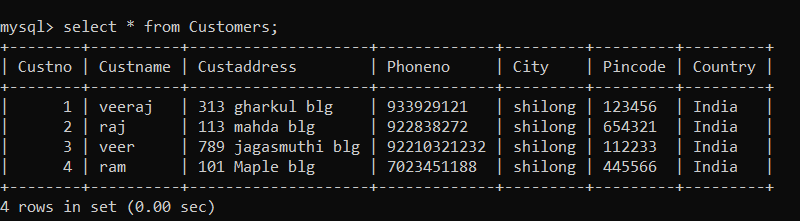 mysql> select * from Customers;
+--------+----------+--------------------+-------------+---------+---------+---------+
| Custno | Custname | Custaddress        | Phoneno     | City    | Pincode | Country |
+--------+----------+--------------------+-------------+---------+---------+---------+
|      1 | veeraj   | 313 gharkul blg    | 933929121   | shilong | 123456  | India   |
|      2 | raj      | 113 mahda blg      | 922838272   | shilong | 654321  | India   |
|      3 | veer     | 789 jagasmuthi blg | 92210321232 | shilong | 112233  | India   |
|      4 | ram      | 101 Maple blg      | 7023451188  | shilong | 445566  | India   |
+--------+----------+--------------------+-------------+---------+---------+---------+
4 rows in set (0.00 sec)